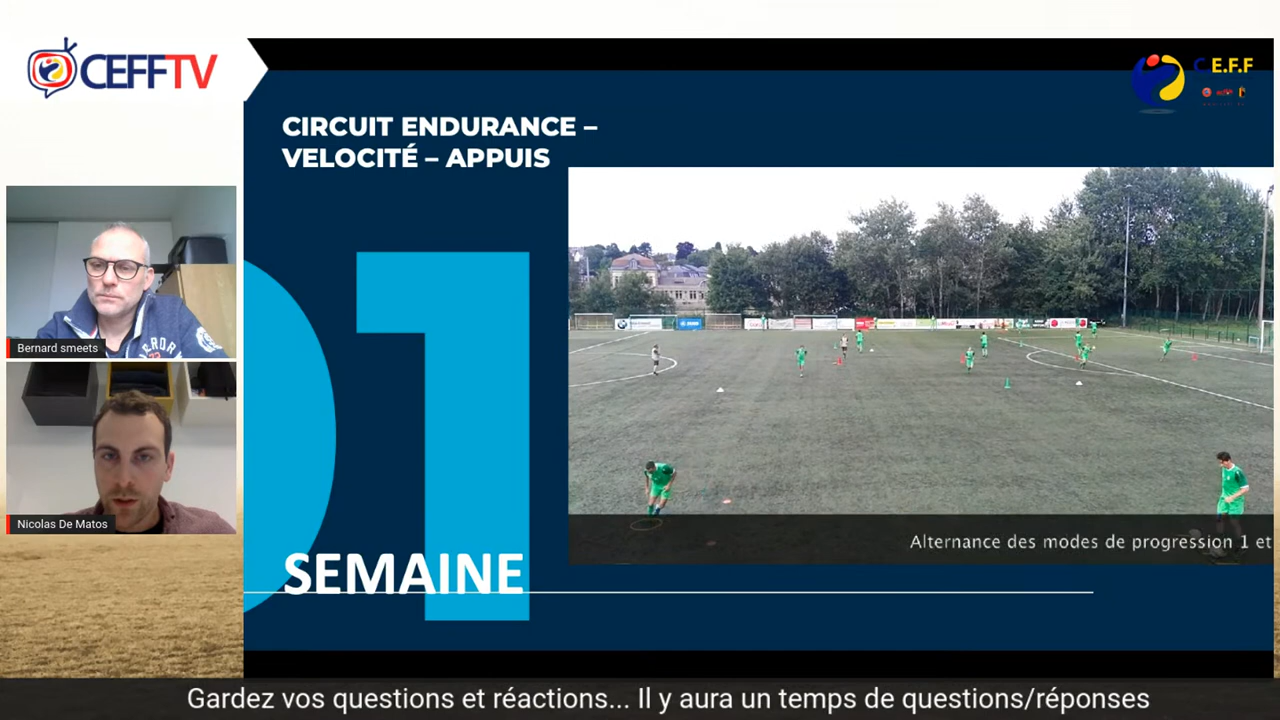 CEFFTV
C.E.F.F
CIRCUIT ENDURANCE –
VELOCITÉ – APPUIS
01
SEMAINE
Bernard smeets
Nicolas De Matos
Alternance des modes de progression 1 et
Gardez vos questions et réactions... Il y aura un temps de questions/réponses